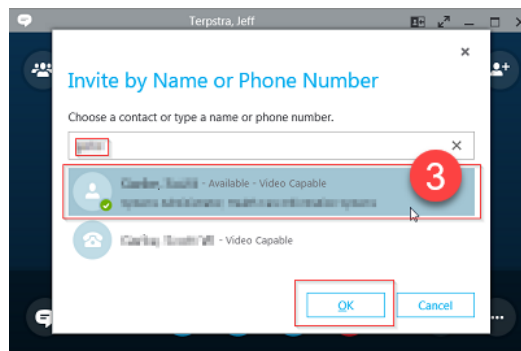 Terpstra, Jeff
Invite by Name or Phone Number
Choose a contact or type a name or phone number.
- Available - Video Capable
3
- Video Capable
OK
Cancel